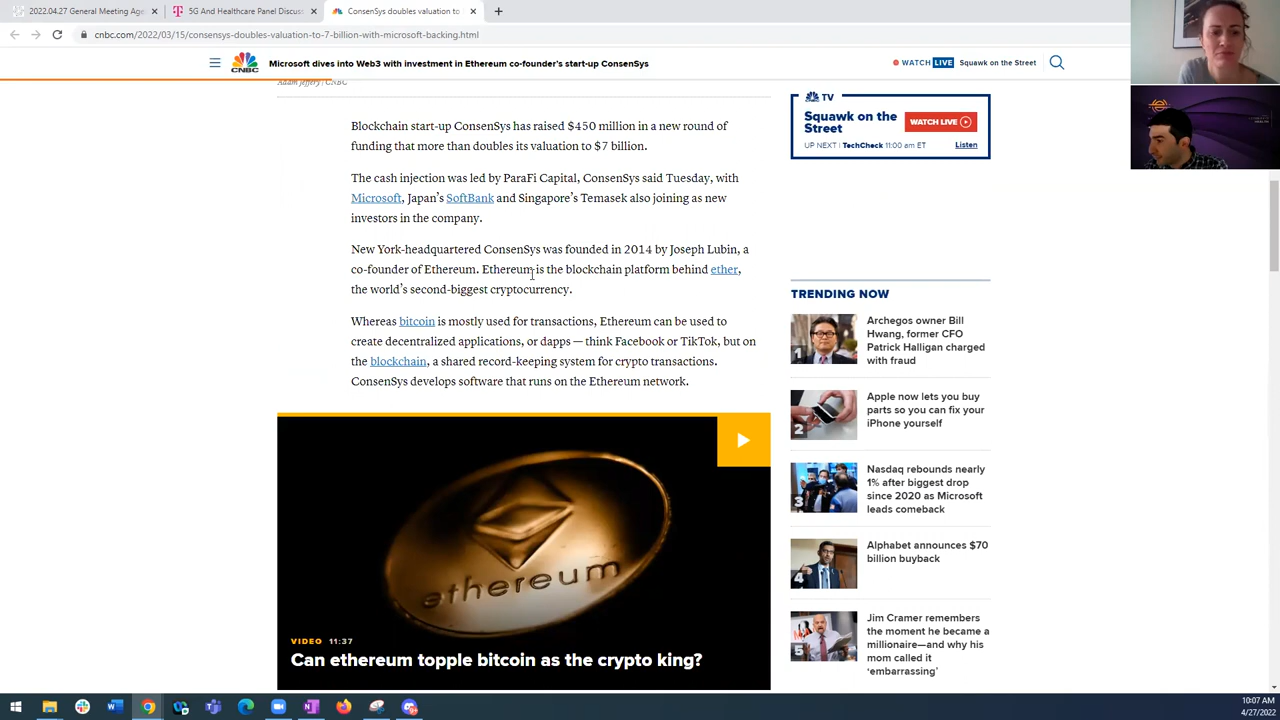 2022.04.27 General Meeting Age
5G And Healthcare Panel Discuss
ConsenSys doubles valuation to
cnbc.com/2022/03/15/consensys-doubles-valuation-to-7-billion-with-microsoft-backing.html
CNBC
Microsoft dives into Web3 with investment in Ethereum co-founder's start-up ConsenSys
WATCH LIVE Squawk on the Street
Adam Jeffery | CNBC
Blockchain start-up ConsenSys has raised $450 million in a new round of
funding that more than doubles its valuation to $7 billion.
The cash injection was led by ParaFi Capital, ConsenSys said Tuesday, with
Microsoft, Japan's SoftBank and Singapore's Temasek also joining as new
investors in the company.
New York-headquartered ConsenSys was founded in 2014 by Joseph Lubin, a
co-founder of Ethereum. Ethereum is the blockchain platform behind ether,
the world's second-biggest cryptocurrency.
Whereas bitcoin is mostly used for transactions, Ethereum can be used to
create decentralized applications, or dapps — think Facebook or TikTok, but on
the blockchain, a shared record-keeping system for crypto transactions.
ConsenSys develops software that runs on the Ethereum network.
ethereum
VIDEO 11:37
Can ethereum topple bitcoin as the crypto king?
TV
Squawk on the
Street
WATCH LIVE
UP NEXT | TechCheck 11:00 am ET
Listen
TRENDING NOW
1
Archegos owner Bill
Hwang, former CFO
Patrick Halligan charged
with fraud
2
Apple now lets you buy
parts so you can fix your
iPhone yourself
3
Nasdaq rebounds nearly
1% after biggest drop
since 2020 as Microsoft
leads comeback
4
Alphabet announces $70
billion buyback
5
Jim Cramer remembers
the moment he became a
millionaire—and why his
mom called it
'embarrassing'
10:07 AM
4/27/2022